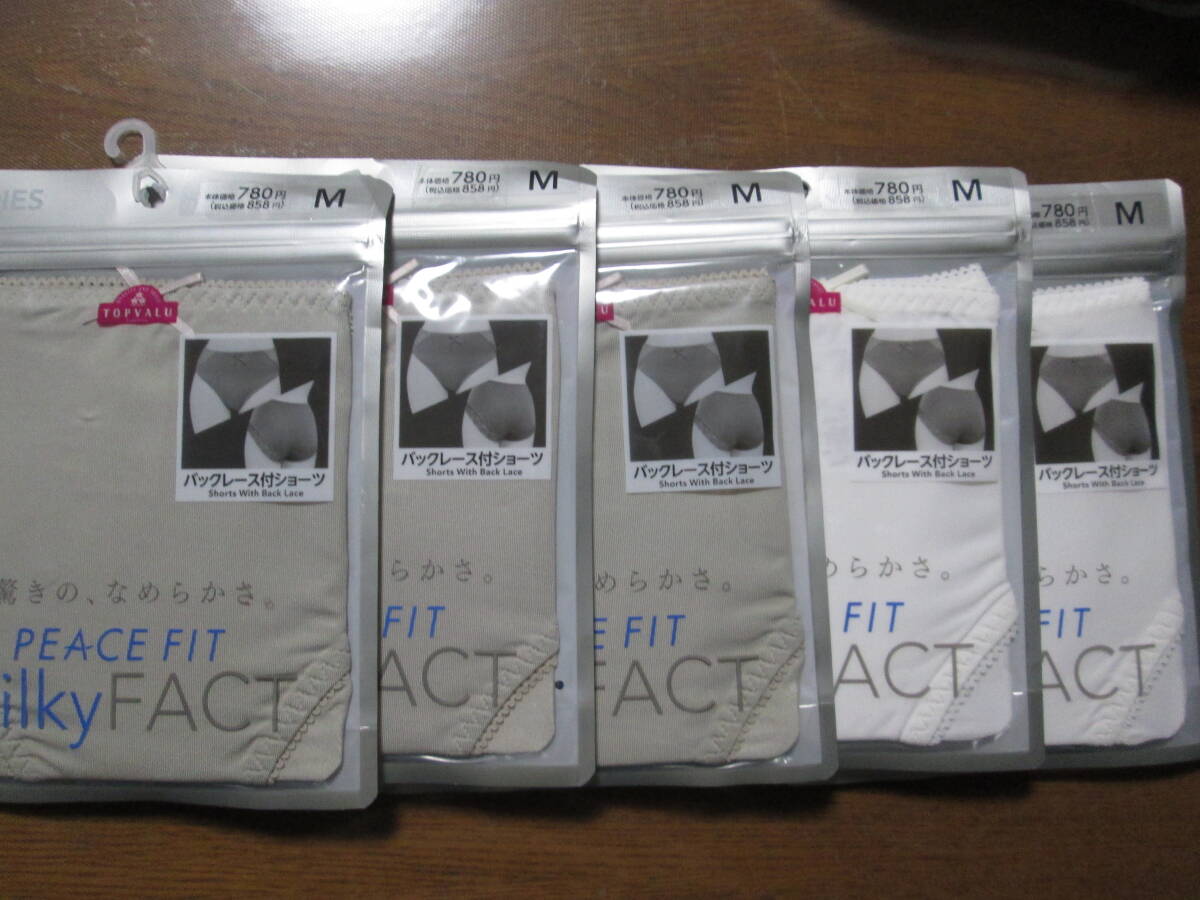 DIES
本体価格780円
(税込価格858円)
M
TOPVALU
バックレース付ショーツ
Shorts With Back Lace
驚きの、なめらかさ。
PEACE FIT
ilkyFACT
本体価格780円
(税込価格858円)
M
バックレース付ショーツ
Shorts With Back Lace
らかさ。
FIT
ACT
本体価格780円
(税込価格858円)
M
U
バックレース付ショーツ
Shorts With Back Lace
めらかさ。
E FIT
FACT
本体価格780円
(税込価格858円)
M
ALU
バックレース付ショーツ
Shorts With Back Lace
らかさ。
FIT
ACT
780円
858円)
M
バックレース付ショーツ
Shorts With Back Lace
らかさ。
FIT
ACT